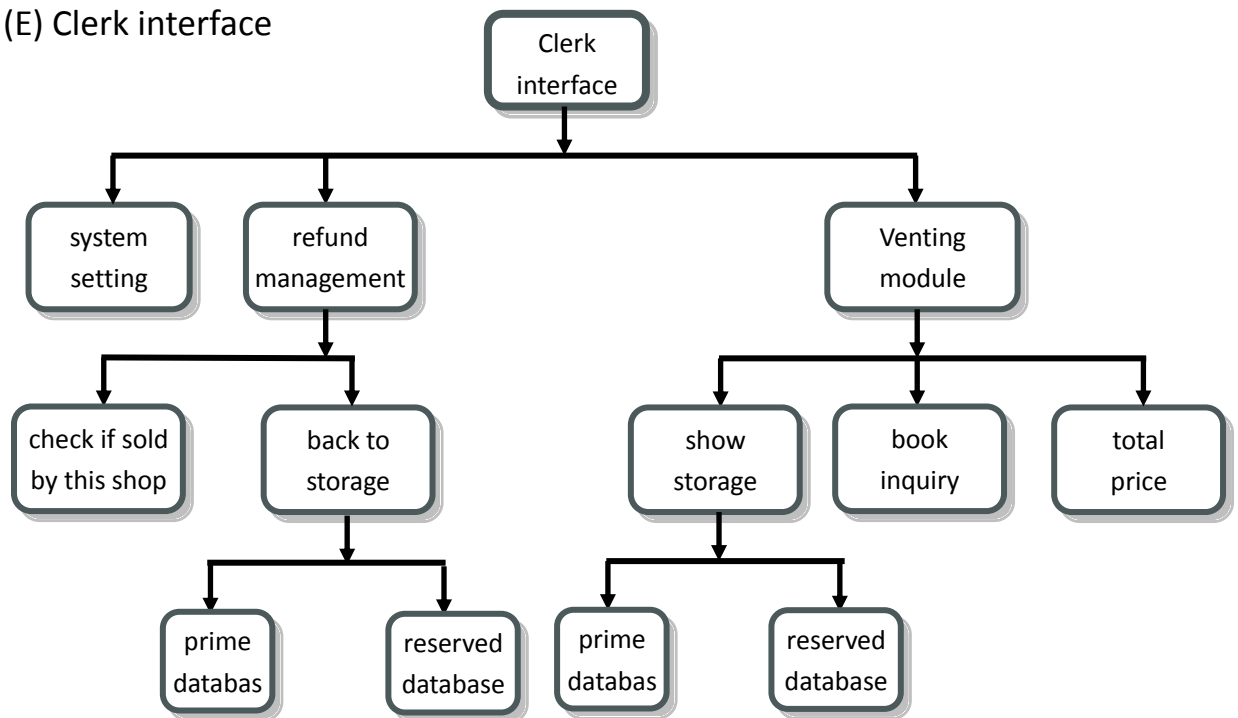 (E) Clerk interface
Clerk
interface
system
setting
refund
management
Venting
module
check if sold
by this shop
back to
storage
show
storage
book
inquiry
total
price
prime
databas
reserved
database
prime
databas
reserved
database